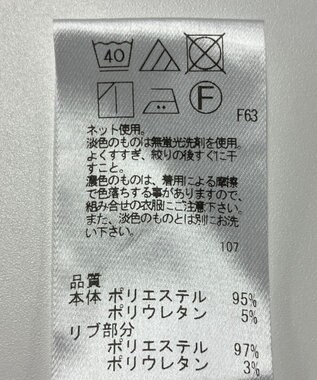 40
F
F63
ネット使用。
淡色のものは無蛍光洗剤を使用。
よくすすぎ、絞りの後すぐに干
すこと。
濃色のものは、着用による摩擦
で色落ちする事がありますので、
組み合せの衣服にご注意下さい。
また、淡色のものとは別にお洗
い下さい。
107
品質
本体 ポリエステル 95%
ポリウレタン 5%
リブ部分
ポリエステル 97%
ポリウレタン 3%